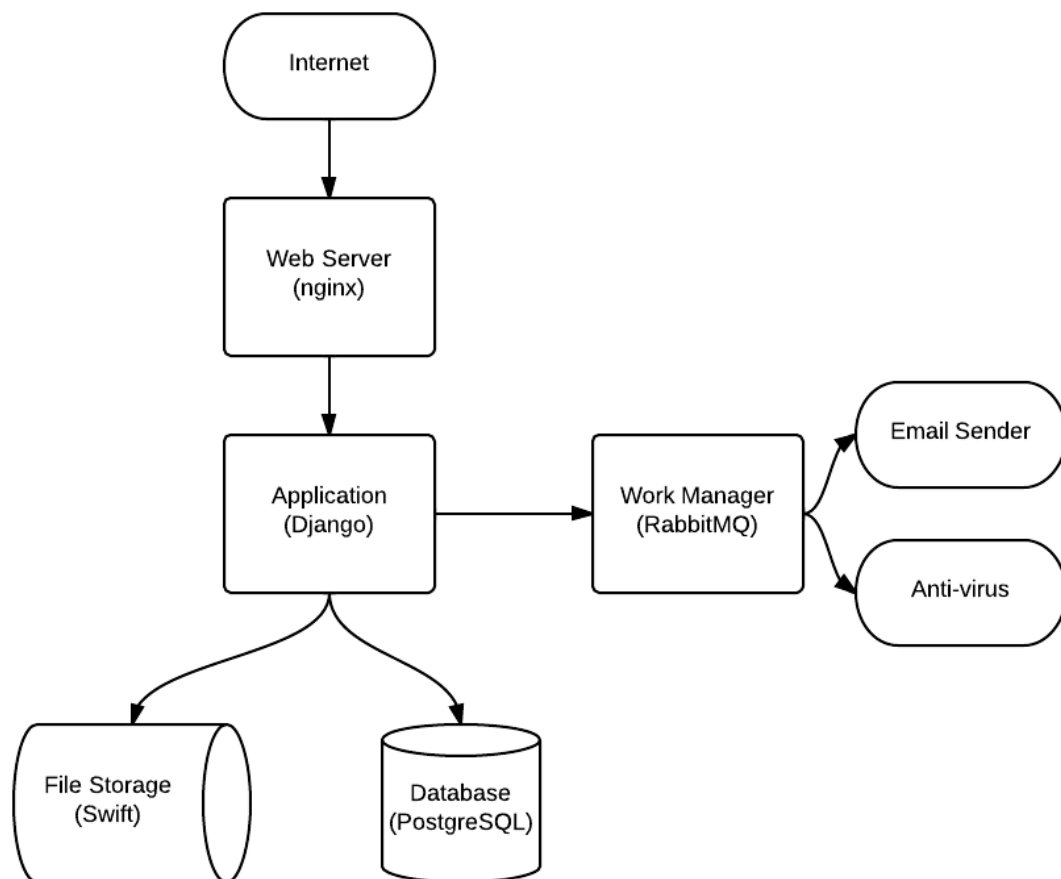 Internet
Web Server
(nginx)
Application
(Django)
Work Manager
(RabbitMQ)
Email Sender
Anti-virus
File Storage
(Swift)
Database
(PostgreSQL)